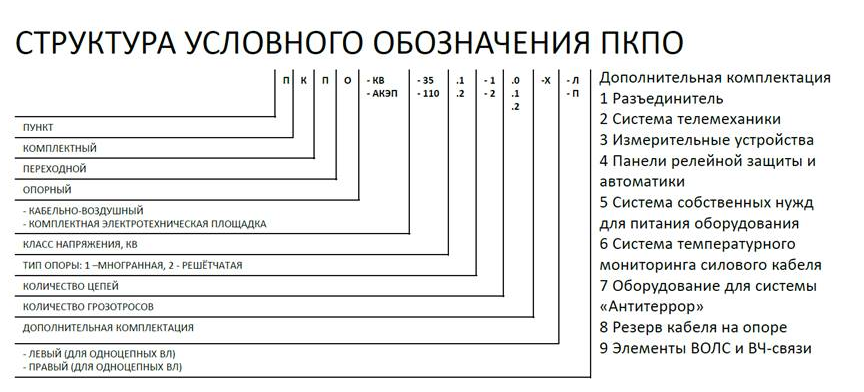 СТРУКТУРА УСЛОВНОГО ОБОЗНАЧЕНИЯ ПКПО
П К П О - КВ - 35 .1 - 1 .0 -Х - Л
- АКЭП - 110 .2 - 2 .1 - П
.2
ПУНКТ
КОМПЛЕКТНЫЙ
ПЕРЕХОДНОЙ
ОПОРНЫЙ
- КАБЕЛЬНО-ВОЗДУШНЫЙ
- КОМПЛЕКТНАЯ ЭЛЕКТРОТЕХНИЧЕСКАЯ ПЛОЩАДКА
КЛАСС НАПРЯЖЕНИЯ, КВ
ТИП ОПОРЫ: 1 –МНОГРАННАЯ, 2 - РЕШЁТЧАТАЯ
КОЛИЧЕСТВО ЦЕПЕЙ
КОЛИЧЕСТВО ГРОЗОТРОСОВ
ДОПОЛНИТЕЛЬНАЯ КОМПЛЕКТАЦИЯ
- ЛЕВЫЙ (ДЛЯ ОДНОЦЕПНЫХ ВЛ)
- ПРАВЫЙ (ДЛЯ ОДНОЦЕПНЫХ ВЛ)
Дополнительная комплектация
1 Разъединитель
2 Система телемеханики
3 Измерительные устройства
4 Панели релейной защиты и
автоматики
5 Система собственных нужд
для питания оборудования
6 Система температурного
мониторинга силового кабеля
7 Оборудование для системы
«Антитеррор»
8 Резерв кабеля на опоре
9 Элементы ВОЛС и ВЧ-связи